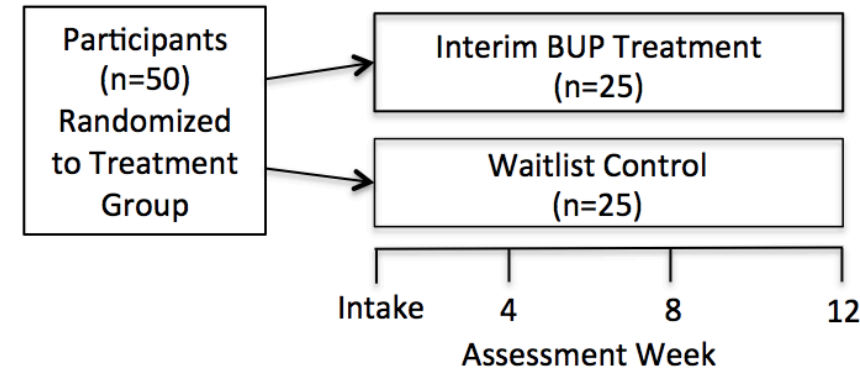 Participants
(n=50)
Randomized
to Treatment
Group
Interim BUP Treatment
(n=25)
Waitlist Control
(n=25)
Intake 4 8 12
Assessment Week